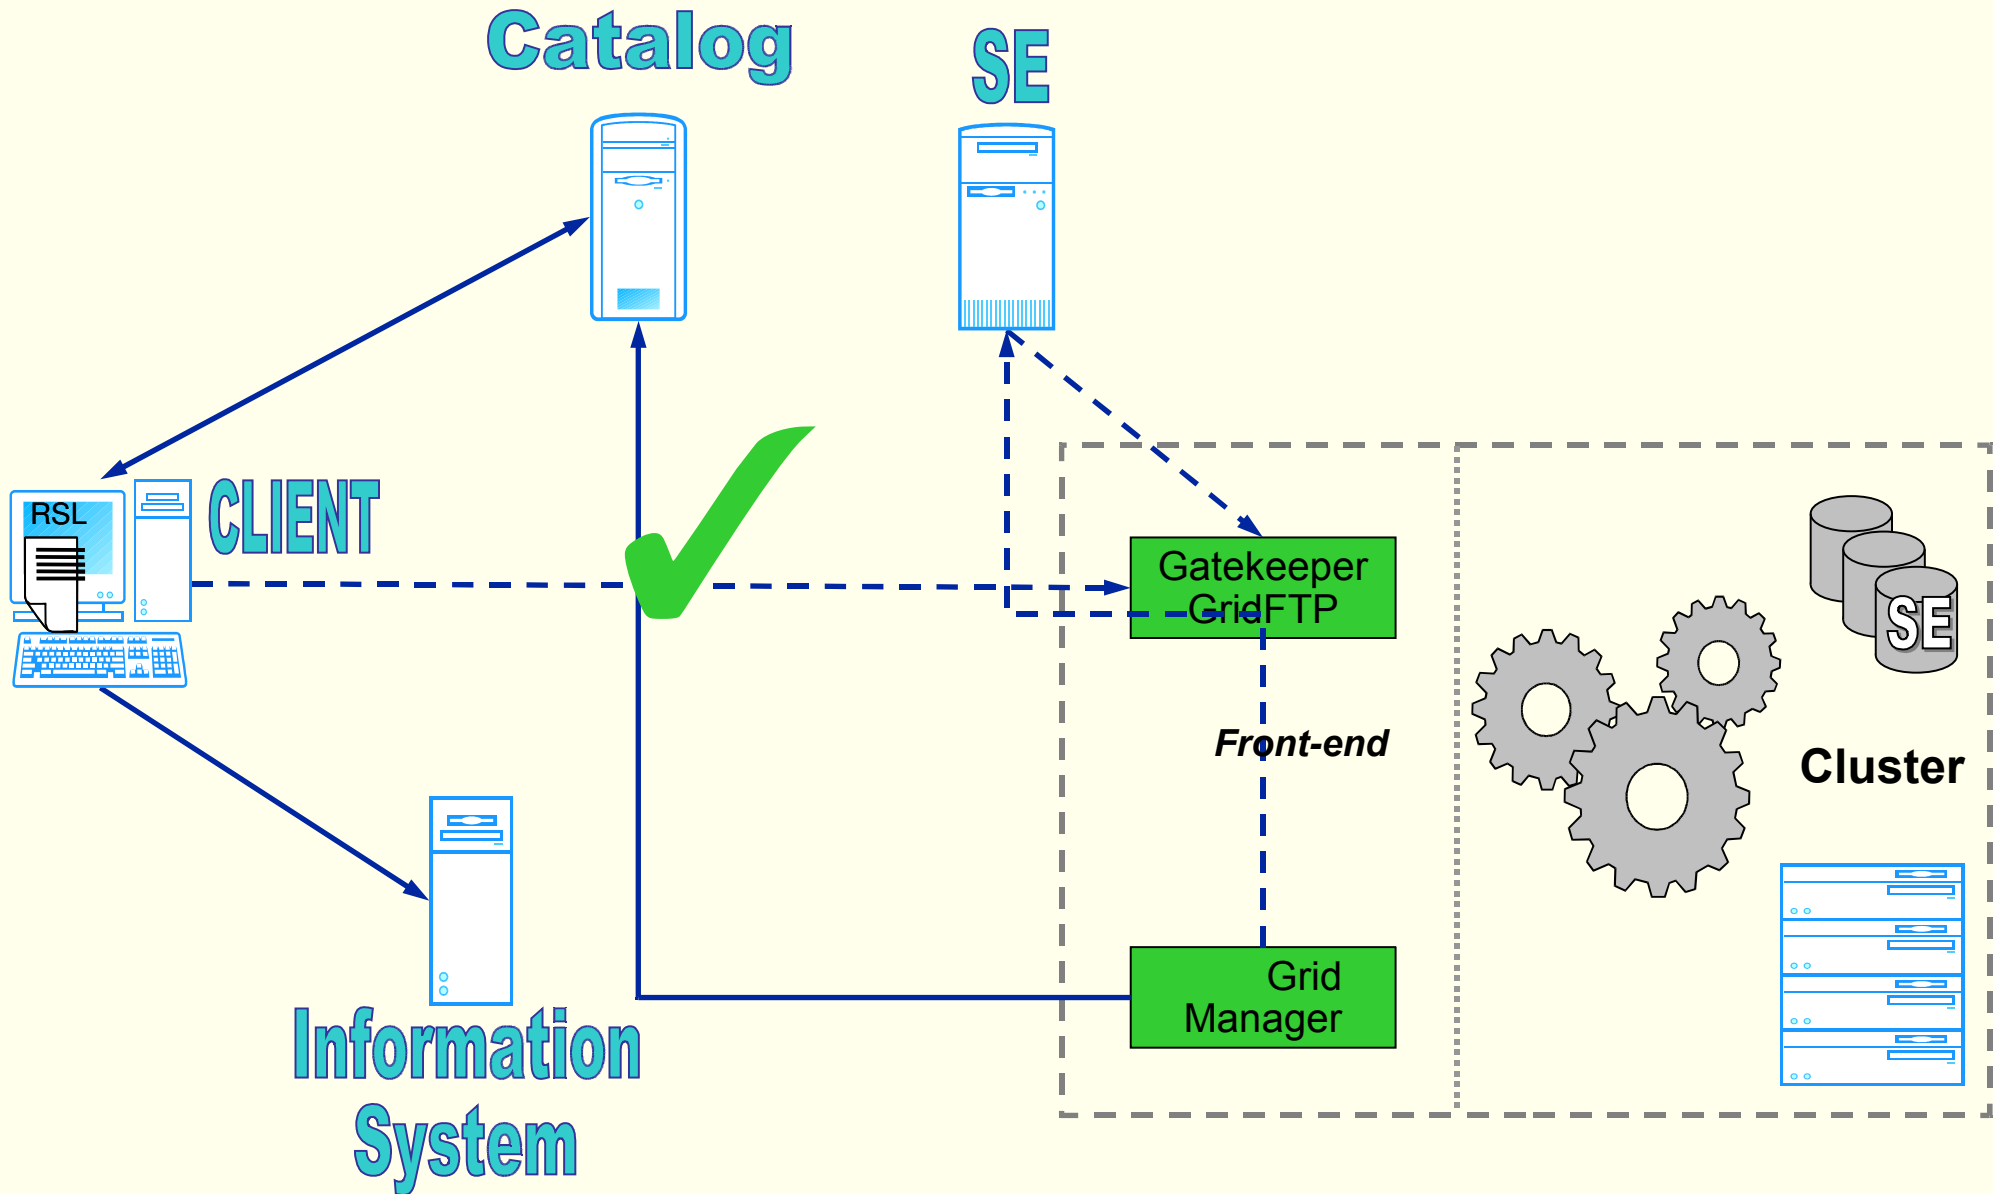 Catalog
SE
RSL
CLIENT
Gatekeeper
GridFTP
SE
Front-end
Cluster
Grid
Manager
Information
System